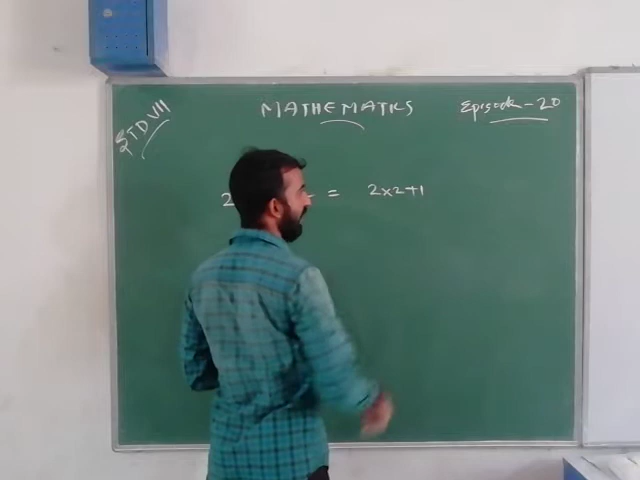 STD VII
MATHEMATICS
Episode - 20
2 = 2x2+1